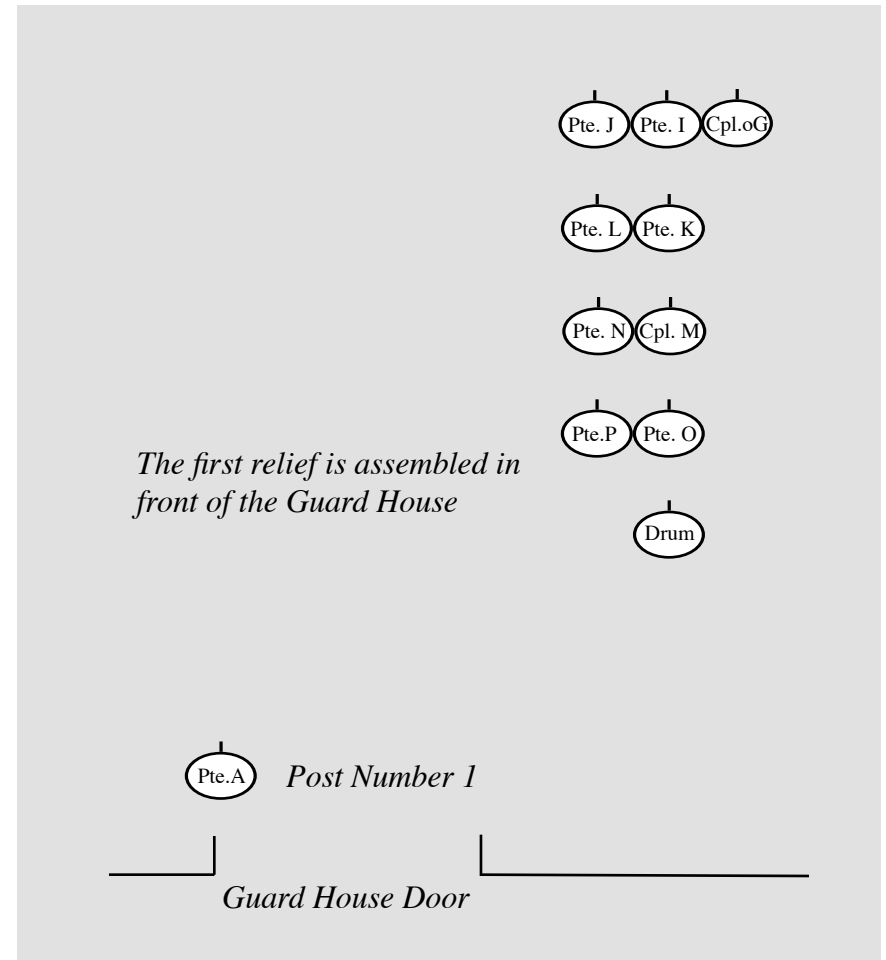 Pte. J Pte. I Cpl.oG
Pte. L Pte. K
Pte. N Cpl. M
Pte.P Pte. O
The first relief is assembled in
front of the Guard House
Drum
Pte.A Post Number 1
Guard House Door